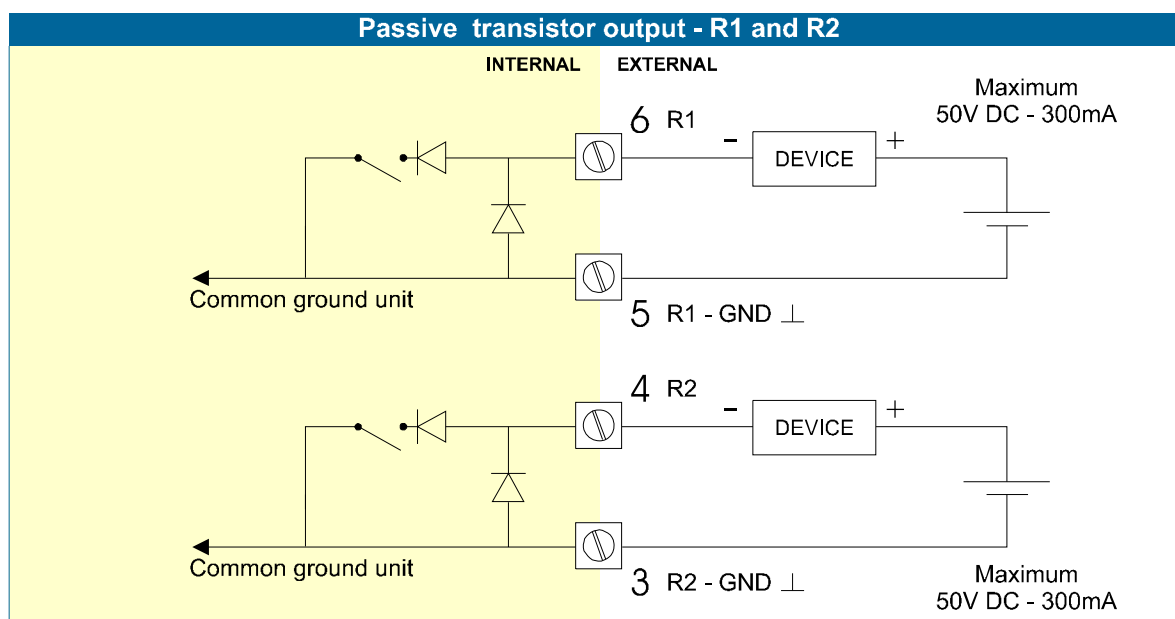 Passive transistor output - R1 and R2
INTERNAL EXTERNAL
Maximum
50V DC - 300mA
6 R1
- DEVICE +
Common ground unit
5 R1 - GND ⊥
4 R2
- DEVICE +
Common ground unit
3 R2 - GND ⊥
Maximum
50V DC - 300mA